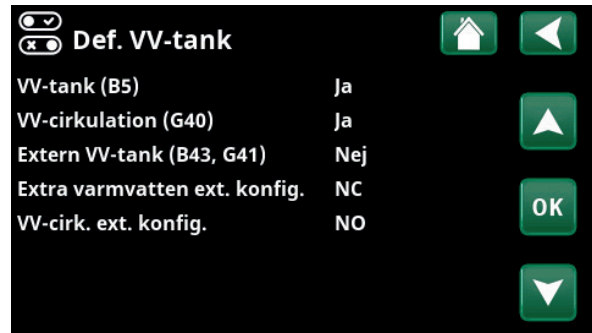 Def. VV-tank
VV-tank (B5) Ja
VV-cirkulation (G40) Ja
Extern VV-tank (B43, G41) Nej
Extra varmvatten ext. konfig. NC
VV-cirk. ext. konfig. NO
OK